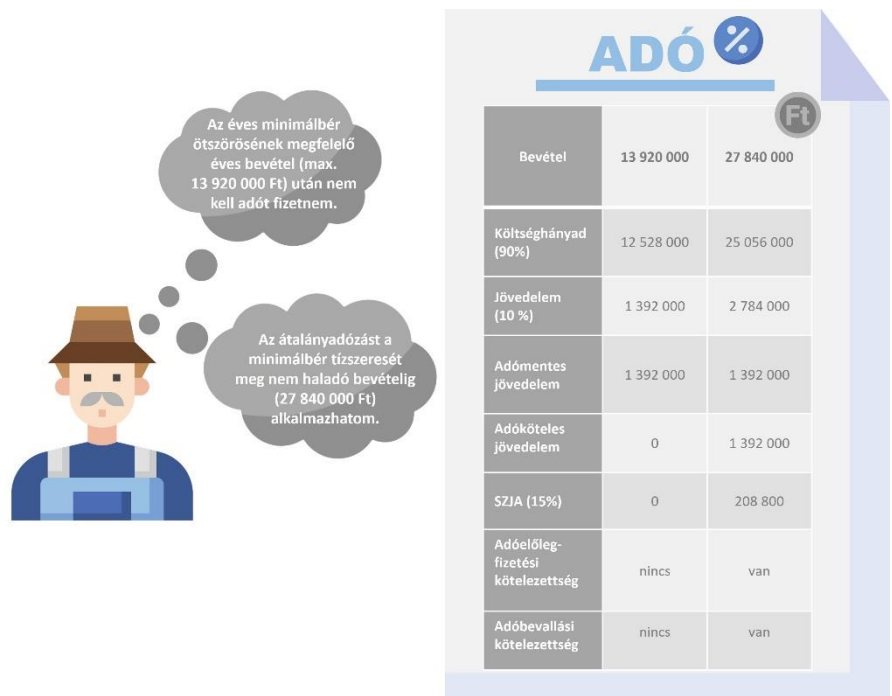 Az éves minimálbér
ötszörösének megfelelő
éves bevétel (max.
13 920 000 Ft) után nem
kell adót fizetnem.
Az átalányadózást a
minimálbér tízszeresét
meg nem haladó bevételig
(27 840 000 Ft)
alkalmazhatom.
ADÓ %
Ft
Bevétel 13 920 000 27 840 000
Költséghányad
(90%) 12 528 000 25 056 000
Jövedelem
(10 %) 1 392 000 2 784 000
Adómentes
jövedelem 1 392 000 1 392 000
Adóköteles
jövedelem 0 1 392 000
SZJA (15%) 0 208 800
Adóelőleg-
fizetési
kötelezettség nincs van
Adóbevallási
kötelezettség nincs van